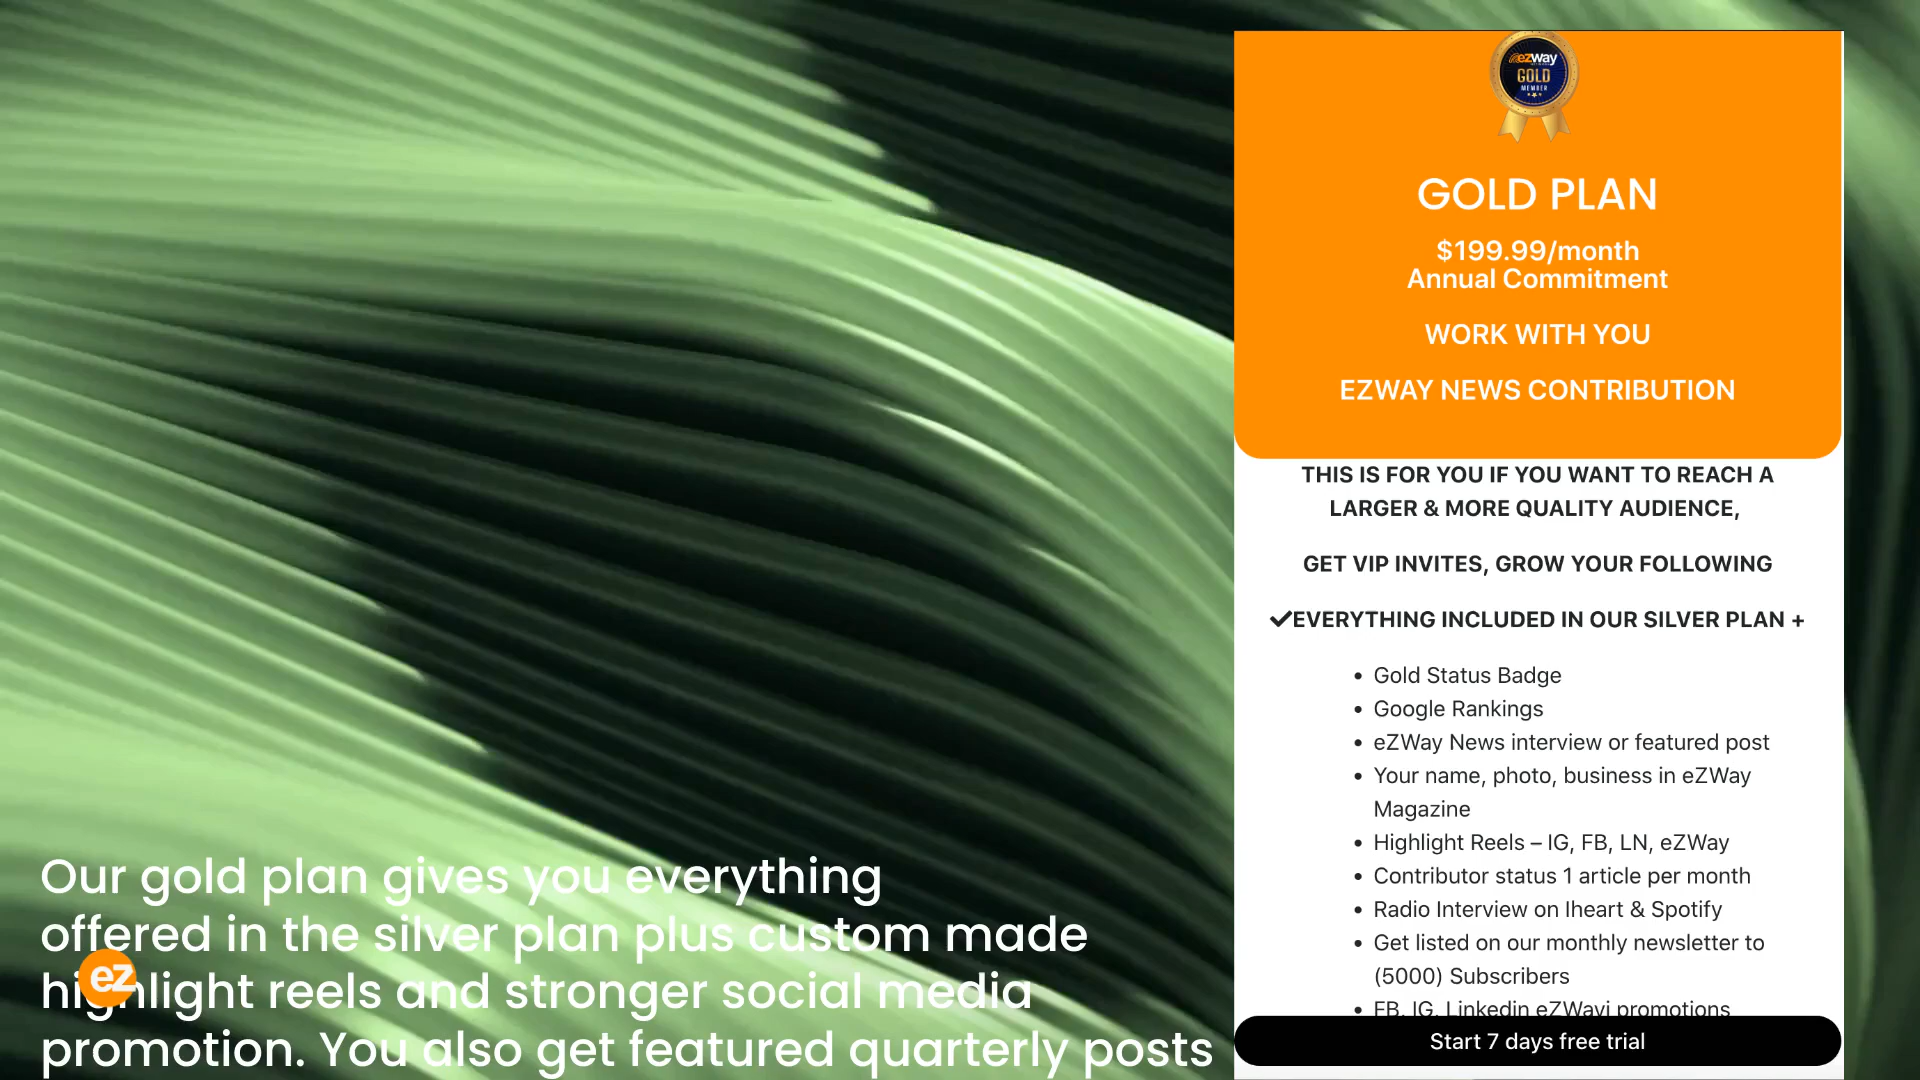 ezway
GOLD
MEMBER
GOLD PLAN
$199.99/month
Annual Commitment
WORK WITH YOU
EZWAY NEWS CONTRIBUTION
THIS IS FOR YOU IF YOU WANT TO REACH A
LARGER & MORE QUALITY AUDIENCE,
GET VIP INVITES, GROW YOUR FOLLOWING
✔EVERYTHING INCLUDED IN OUR SILVER PLAN +
• Gold Status Badge
• Google Rankings
• eZWay News interview or featured post
• Your name, photo, business in eZWay
Magazine
• Highlight Reels – IG, FB, LN, eZWay
• Contributor status 1 article per month
• Radio Interview on Iheart & Spotify
• Get listed on our monthly newsletter to
(5000) Subscribers
• FB, IG, Linkedin eZWayi promotions
Start 7 days free trial
Our gold plan gives you everything
offered in the silver plan plus custom made
highlight reels and stronger social media
promotion. You also get featured quarterly posts
ez